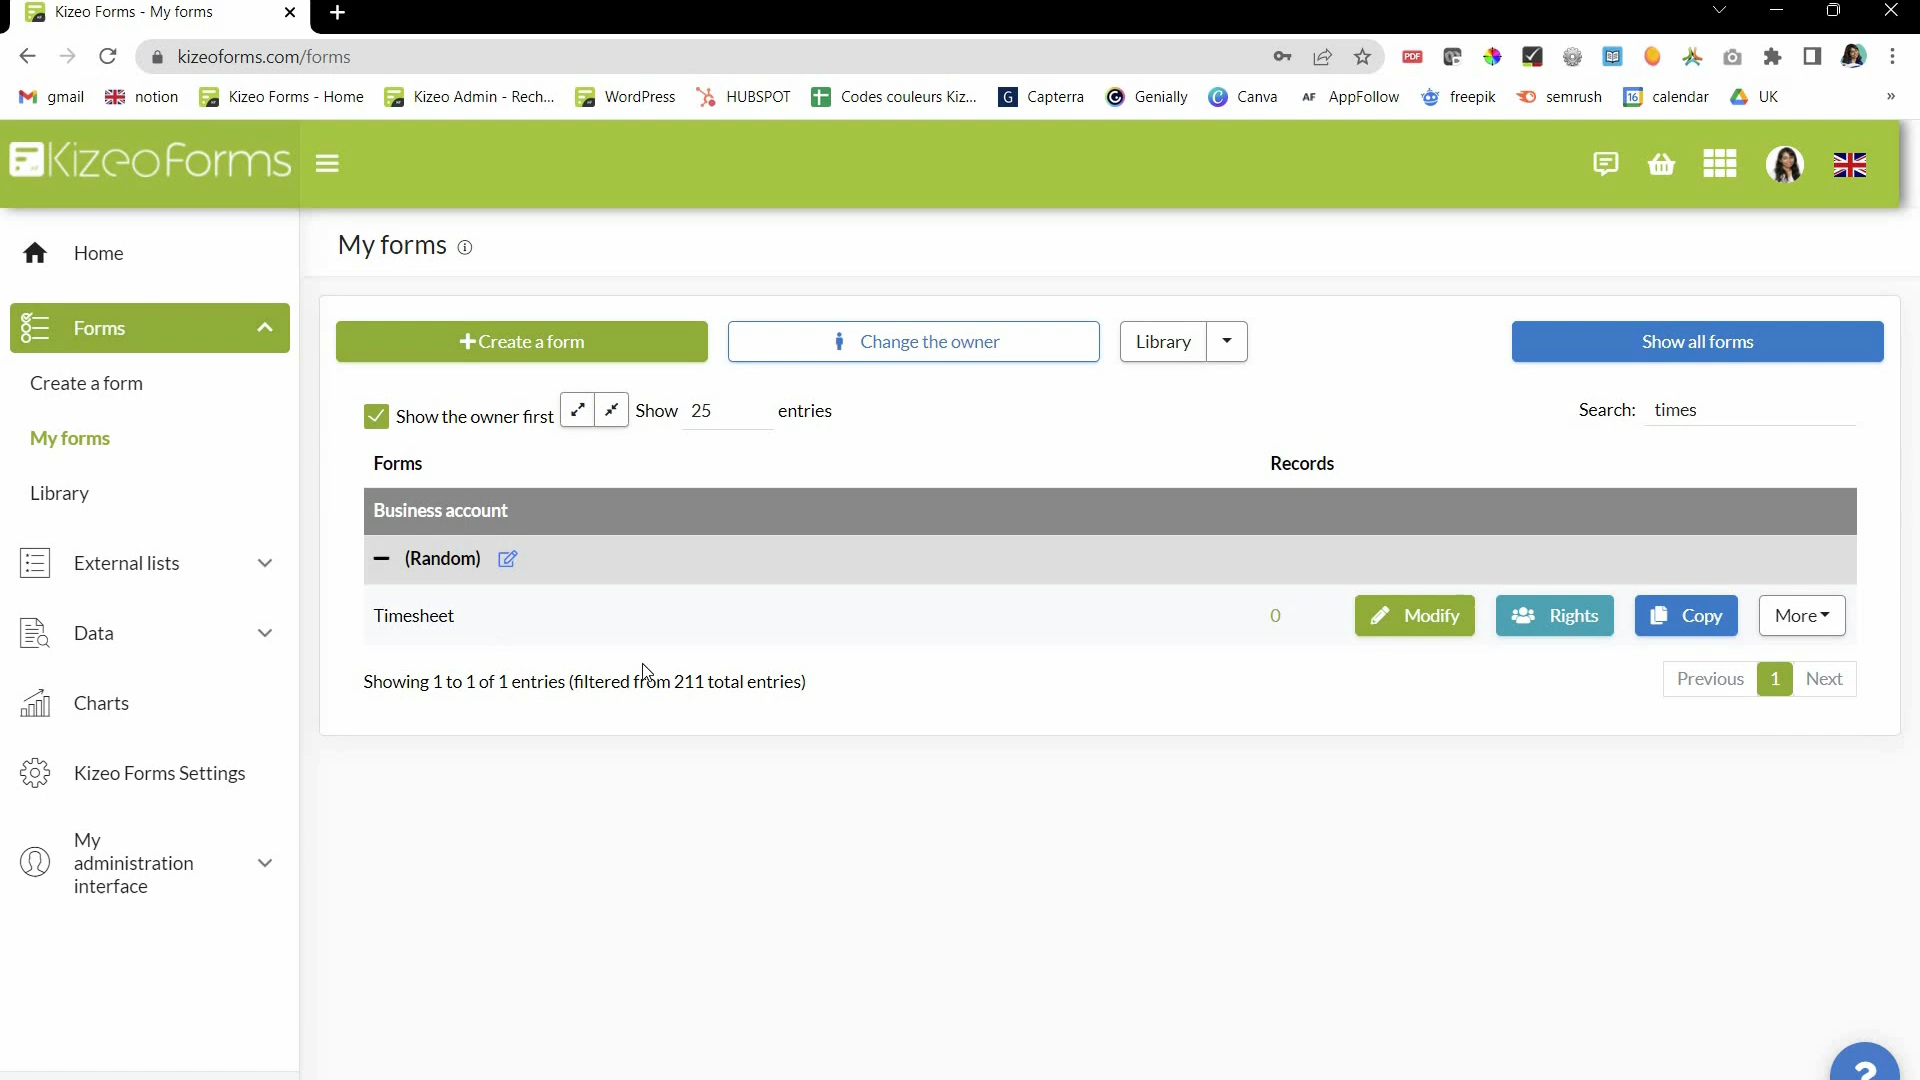 Kizeo Forms - My forms
kizeoforms.com/forms
PDF
gmail notion Kizeo Forms - Home Kizeo Admin - Rech... WordPress HUBSPOT Codes couleurs Kiz... G Capterra Genially C Canva AF AppFollow freepik semrush 16 calendar UK »
KizeoForms
Home
Forms
Create a form
My forms
Library
External lists
Data
Charts
Kizeo Forms Settings
My
administration
interface
My forms
+Create a form Change the owner Library Show all forms
Show the owner first Show 25 entries Search: times
Forms Records
Business account
(Random)
Timesheet 0 Modify Rights Copy More
Showing 1 to 1 of 1 entries (filtered from 211 total entries) Previous 1 Next
?